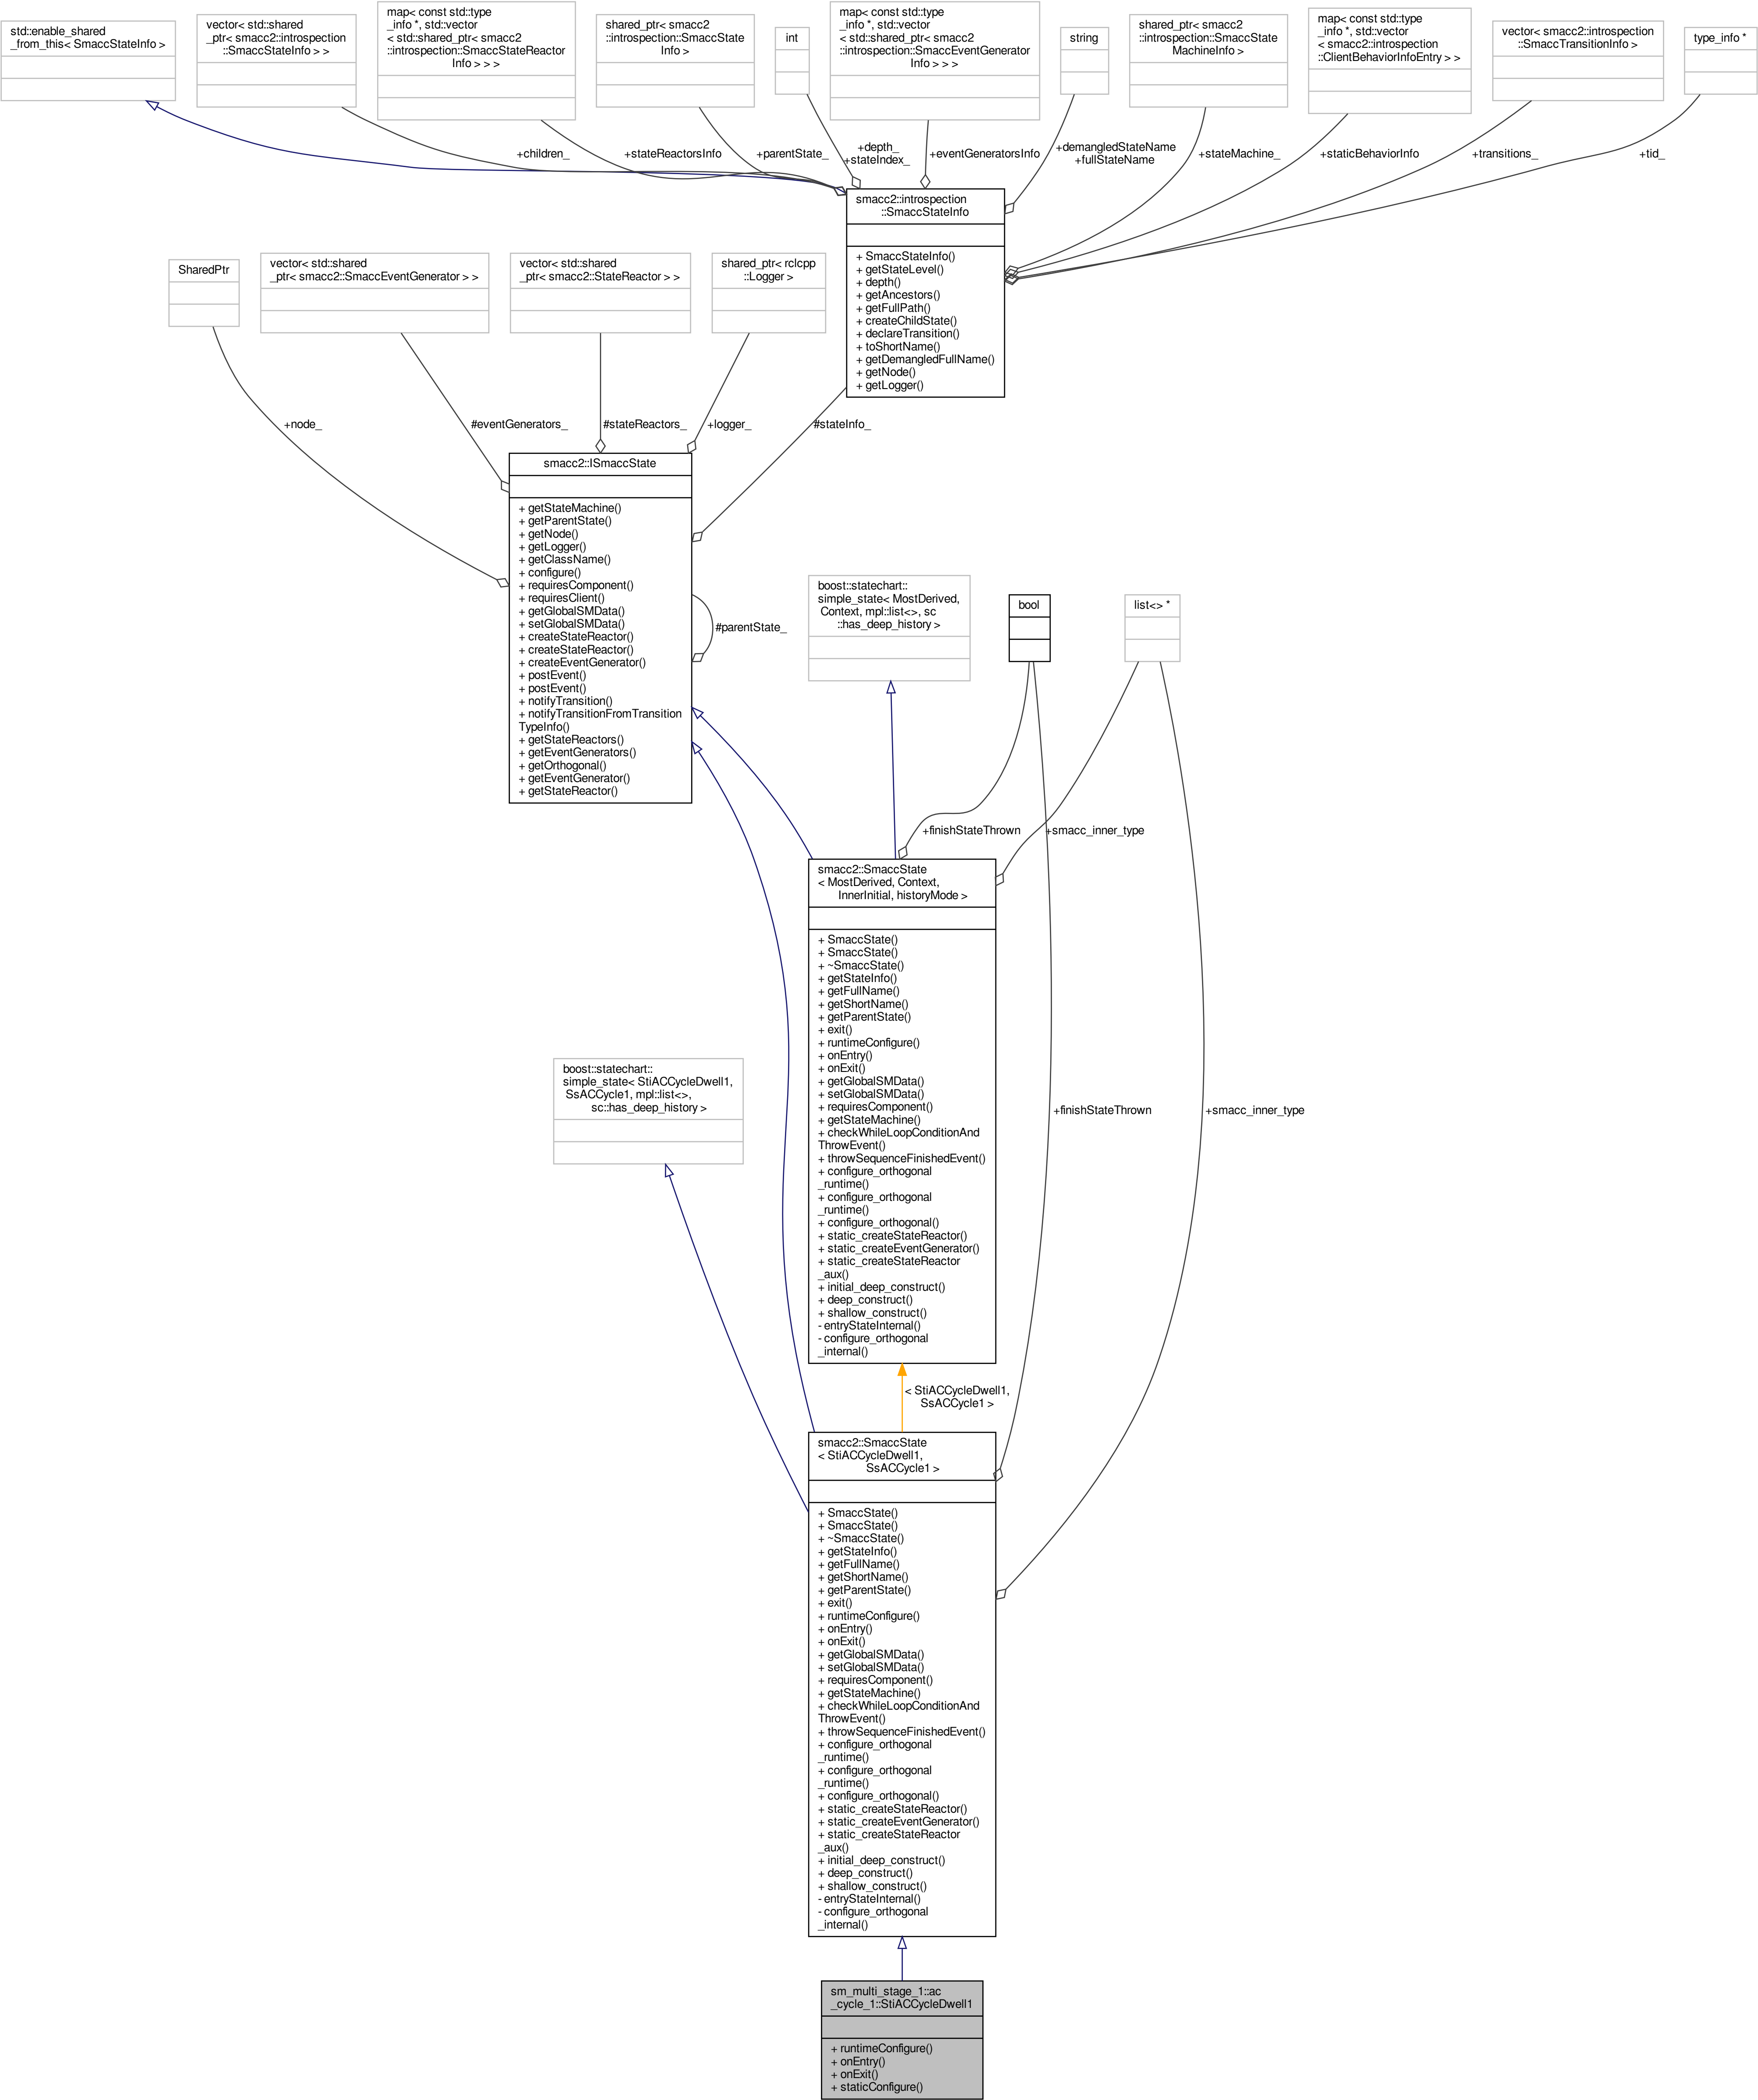 std::enable_shared
_from_this< SmaccStateInfo >
vector< std::shared
_ptr< smacc2::introspection
::SmaccStateInfo > >
map< const std::type
_info *, std::vector
< std::shared_ptr< smacc2
::introspection::SmaccStateReactor
Info > > >
shared_ptr< smacc2
::introspection::SmaccState
Info >
int
map< const std::type
_info *, std::vector
< std::shared_ptr< smacc2
::introspection::SmaccEventGenerator
Info > > >
string
shared_ptr< smacc2
::introspection::SmaccState
MachineInfo >
map< const std::type
_info *, std::vector
< smacc2::introspection
::ClientBehaviorInfoEntry > >
vector< smacc2::introspection
::SmaccTransitionInfo >
type_info *
+children_
+stateReactorsInfo
+parentState_
+depth_
+stateIndex_
+eventGeneratorsInfo
+demangledStateName
+fullStateName
+stateMachine_
+staticBehaviorInfo
+transitions_
+tid_
smacc2::introspection
::SmaccStateInfo
+ SmaccStateInfo()
+ getStateLevel()
+ depth()
+ getAncestors()
+ getFullPath()
+ createChildState()
+ declareTransition()
+ toShortName()
+ getDemangledFullName()
+ getNode()
+ getLogger()
SharedPtr
vector< std::shared
_ptr< smacc2::SmaccEventGenerator > >
vector< std::shared
_ptr< smacc2::StateReactor > >
shared_ptr< rclcpp
::Logger >
+node_
#eventGenerators_
#stateReactors_
+logger_
#stateInfo_
smacc2::ISmaccState
+ getStateMachine()
+ getParentState()
+ getNode()
+ getLogger()
+ getClassName()
+ configure()
+ requiresComponent()
+ requiresClient()
+ getGlobalSMData()
+ setGlobalSMData()
+ createStateReactor()
+ createStateReactor()
+ createEventGenerator()
+ postEvent()
+ postEvent()
+ notifyTransition()
+ notifyTransitionFromTransition
TypeInfo()
+ getStateReactors()
+ getEventGenerators()
+ getOrthogonal()
+ getEventGenerator()
+ getStateReactor()
#parentState_
boost::statechart::
simple_state< MostDerived,
Context, mpl::list<>, sc
::has_deep_history >
bool
list<> *
+finishStateThrown
+smacc_inner_type
smacc2::SmaccState
< MostDerived, Context,
InnerInitial, historyMode >
+ SmaccState()
+ SmaccState()
+ ~SmaccState()
+ getStateInfo()
+ getFullName()
+ getShortName()
+ getParentState()
+ exit()
+ runtimeConfigure()
+ onEntry()
+ onExit()
+ getGlobalSMData()
+ setGlobalSMData()
+ requiresComponent()
+ getStateMachine()
+ checkWhileLoopConditionAnd
ThrowEvent()
+ throwSequenceFinishedEvent()
+ configure_orthogonal
_runtime()
+ configure_orthogonal
_runtime()
+ configure_orthogonal()
+ static_createStateReactor()
+ static_createEventGenerator()
+ static_createStateReactor
_aux()
+ initial_deep_construct()
+ deep_construct()
+ shallow_construct()
- entryStateInternal()
- configure_orthogonal
_internal()
boost::statechart::
simple_state< StiACCycleDwell1,
SsACCycle1, mpl::list<>,
sc::has_deep_history >
+finishStateThrown
+smacc_inner_type
< StiACCycleDwell1,
SsACCycle1 >
smacc2::SmaccState
< StiACCycleDwell1,
SsACCycle1 >
+ SmaccState()
+ SmaccState()
+ ~SmaccState()
+ getStateInfo()
+ getFullName()
+ getShortName()
+ getParentState()
+ exit()
+ runtimeConfigure()
+ onEntry()
+ onExit()
+ getGlobalSMData()
+ setGlobalSMData()
+ requiresComponent()
+ getStateMachine()
+ checkWhileLoopConditionAnd
ThrowEvent()
+ throwSequenceFinishedEvent()
+ configure_orthogonal
_runtime()
+ configure_orthogonal
_runtime()
+ configure_orthogonal()
+ static_createStateReactor()
+ static_createEventGenerator()
+ static_createStateReactor
_aux()
+ initial_deep_construct()
+ deep_construct()
+ shallow_construct()
- entryStateInternal()
- configure_orthogonal
_internal()
sm_multi_stage_1::ac
_cycle_1::StiACCycleDwell1
+ runtimeConfigure()
+ onEntry()
+ onExit()
+ staticConfigure()